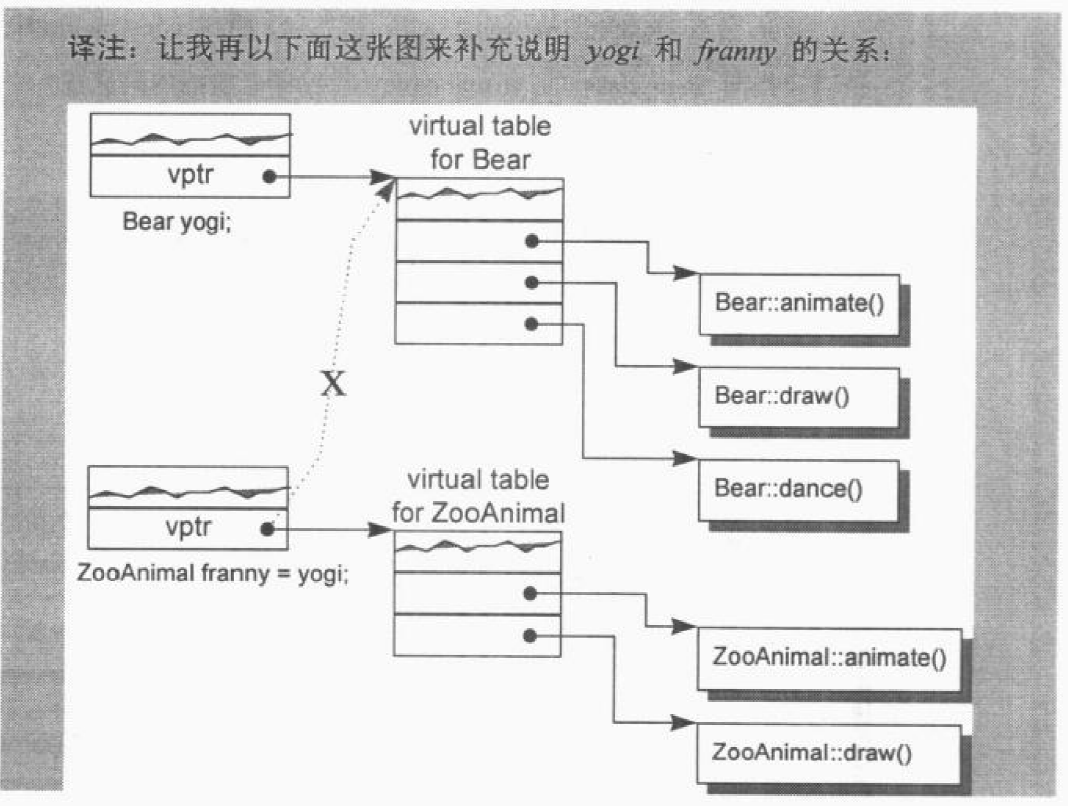 译注：让我再以下面这张图来补充说明 yogi 和 franny 的关系：
vptr
Bear yogi;
virtual table
for Bear
Bear::animate()
Bear::draw()
Bear::dance()
X
vptr
ZooAnimal franny = yogi;
virtual table
for ZooAnimal
ZooAnimal::animate()
ZooAnimal::draw()